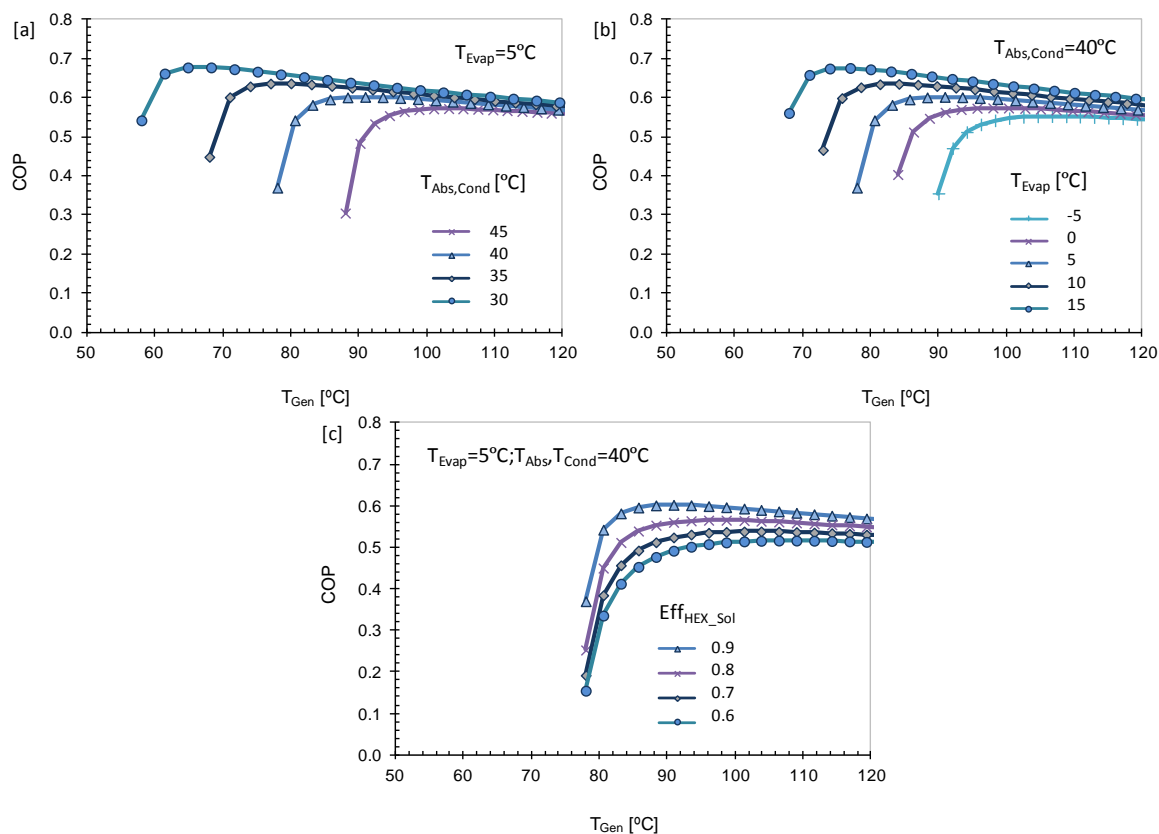 [a]
T_Evap=5ºC
COP
0.8
0.7
0.6
0.5
0.4
0.3
0.2
0.1
0.0
T_Abs,Cond [ºC]
45
40
35
30
50 60 70 80 90 100 110 120
T_Gen [ºC]
[b]
T_Abs,Cond=40ºC
COP
0.8
0.7
0.6
0.5
0.4
0.3
0.2
0.1
0.0
T_Evap [ºC]
-5
0
5
10
15
50 60 70 80 90 100 110 120
T_Gen [ºC]
[c]
T_Evap=5ºC;T_Abs,T_Cond=40ºC
COP
0.8
0.7
0.6
0.5
0.4
0.3
0.2
0.1
0.0
Eff_HEX_Sol
0.9
0.8
0.7
0.6
50 60 70 80 90 100 110 120
T_Gen [ºC]